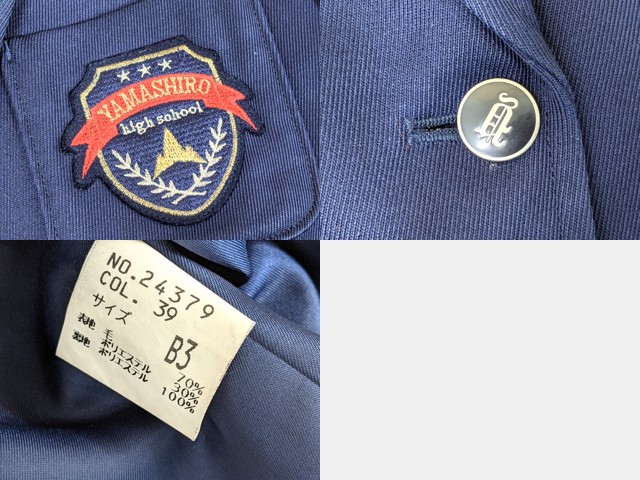 YAMASHIRO
high school
NO.24379
COL. 39
サイズ B3
表地 毛 70%
ポリエステル 30%
裏地 ポリエステル 100%